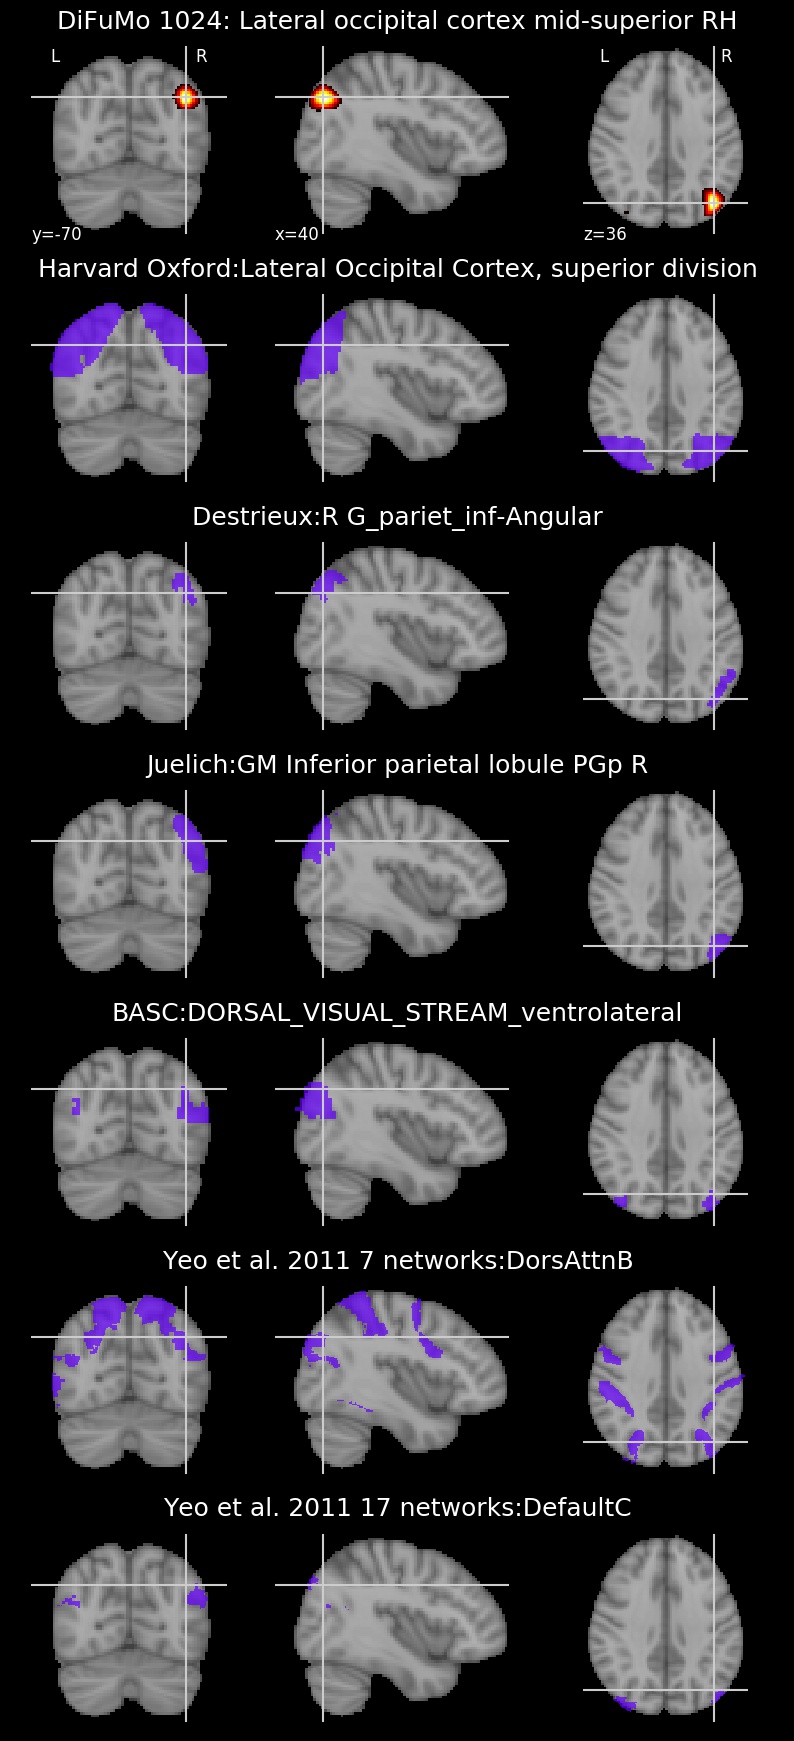 DiFuMo 1024: Lateral occipital cortex mid-superior RH
L R L R
y=-70 x=40 z=36
Harvard Oxford:Lateral Occipital Cortex, superior division
Destrieux:R G_pariet_inf-Angular
Juelich:GM Inferior parietal lobule PGp R
BASC:DORSAL_VISUAL_STREAM_ventrolateral
Yeo et al. 2011 7 networks:DorsAttnB
Yeo et al. 2011 17 networks:DefaultC